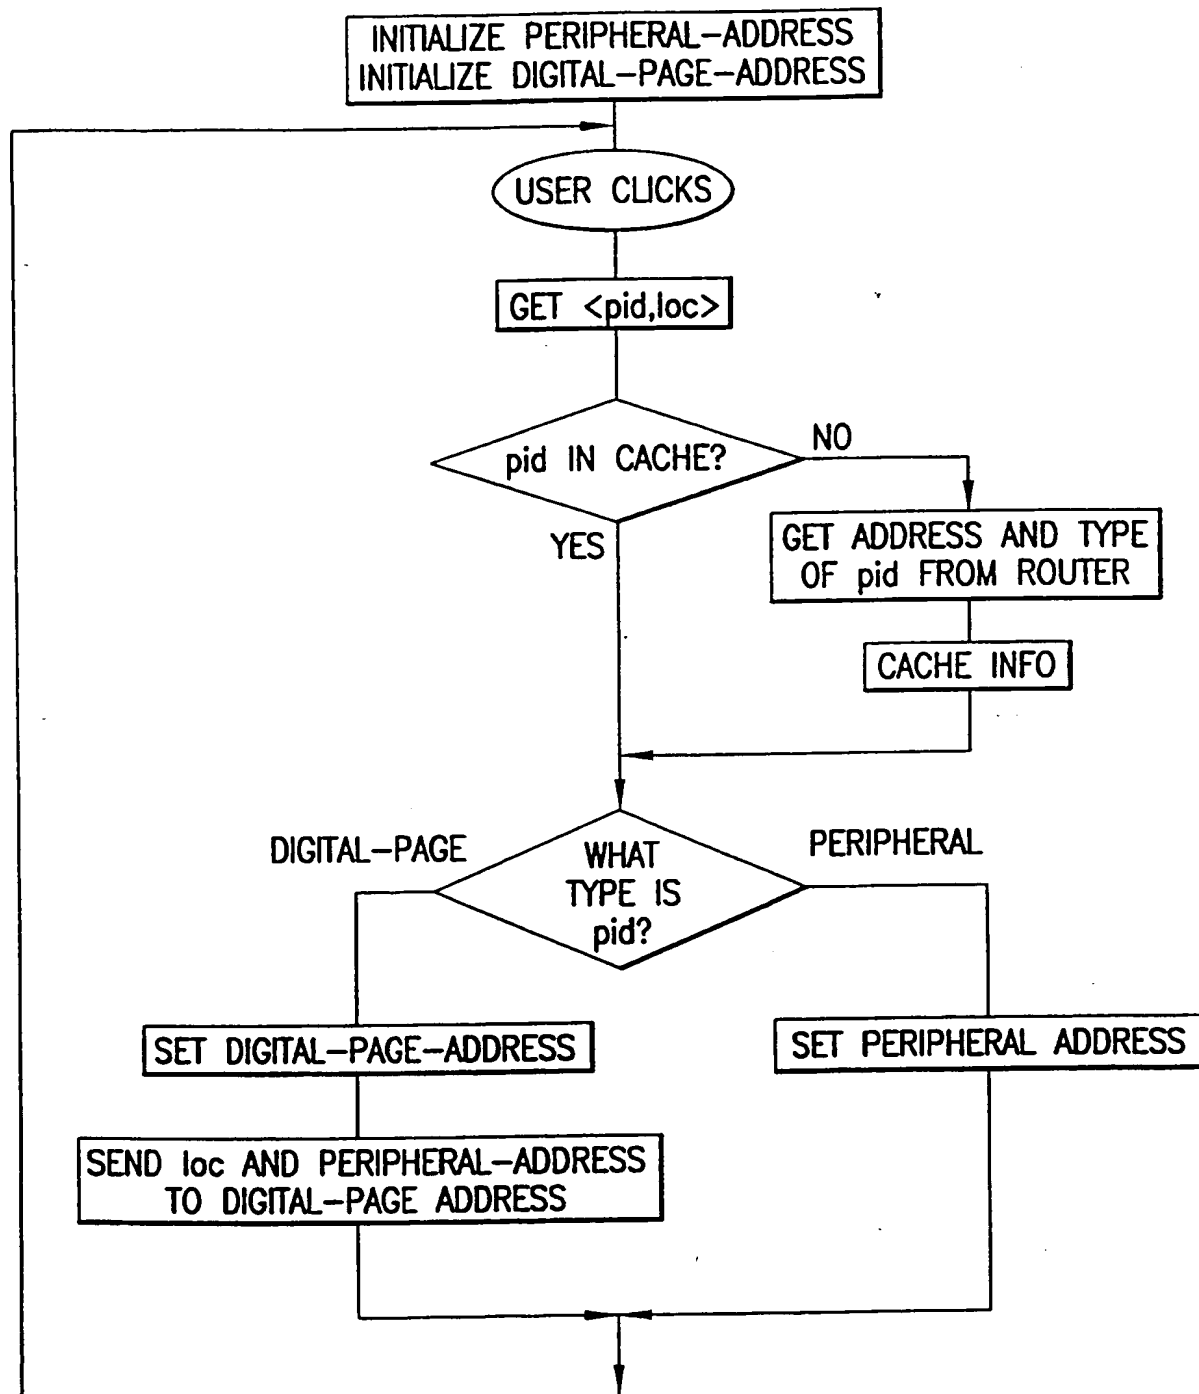 INITIALIZE PERIPHERAL-ADDRESS
INITIALIZE DIGITAL-PAGE-ADDRESS
USER CLICKS
GET <pid,loc>
pid IN CACHE?
NO
YES
GET ADDRESS AND TYPE
OF pid FROM ROUTER
CACHE INFO
DIGITAL-PAGE
WHAT
TYPE IS
pid?
PERIPHERAL
SET DIGITAL-PAGE-ADDRESS
SET PERIPHERAL ADDRESS
SEND loc AND PERIPHERAL-ADDRESS
TO DIGITAL-PAGE ADDRESS